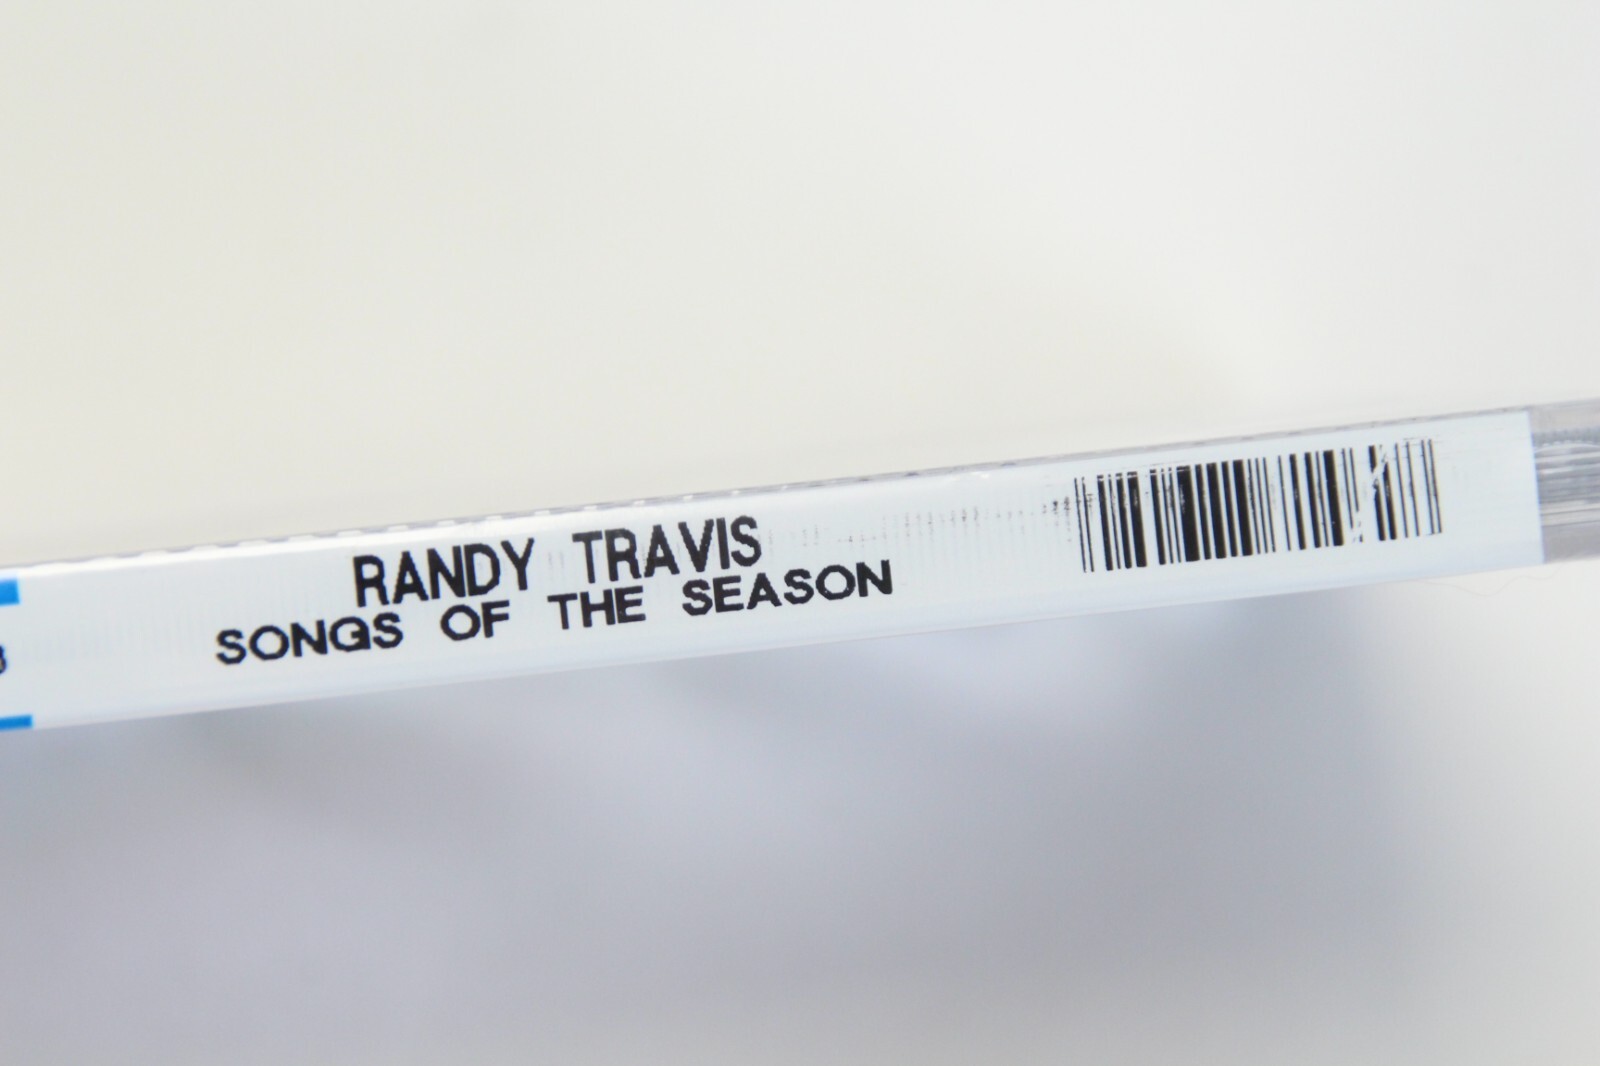 RANDY TRAVIS
SONGS OF THE SEASON